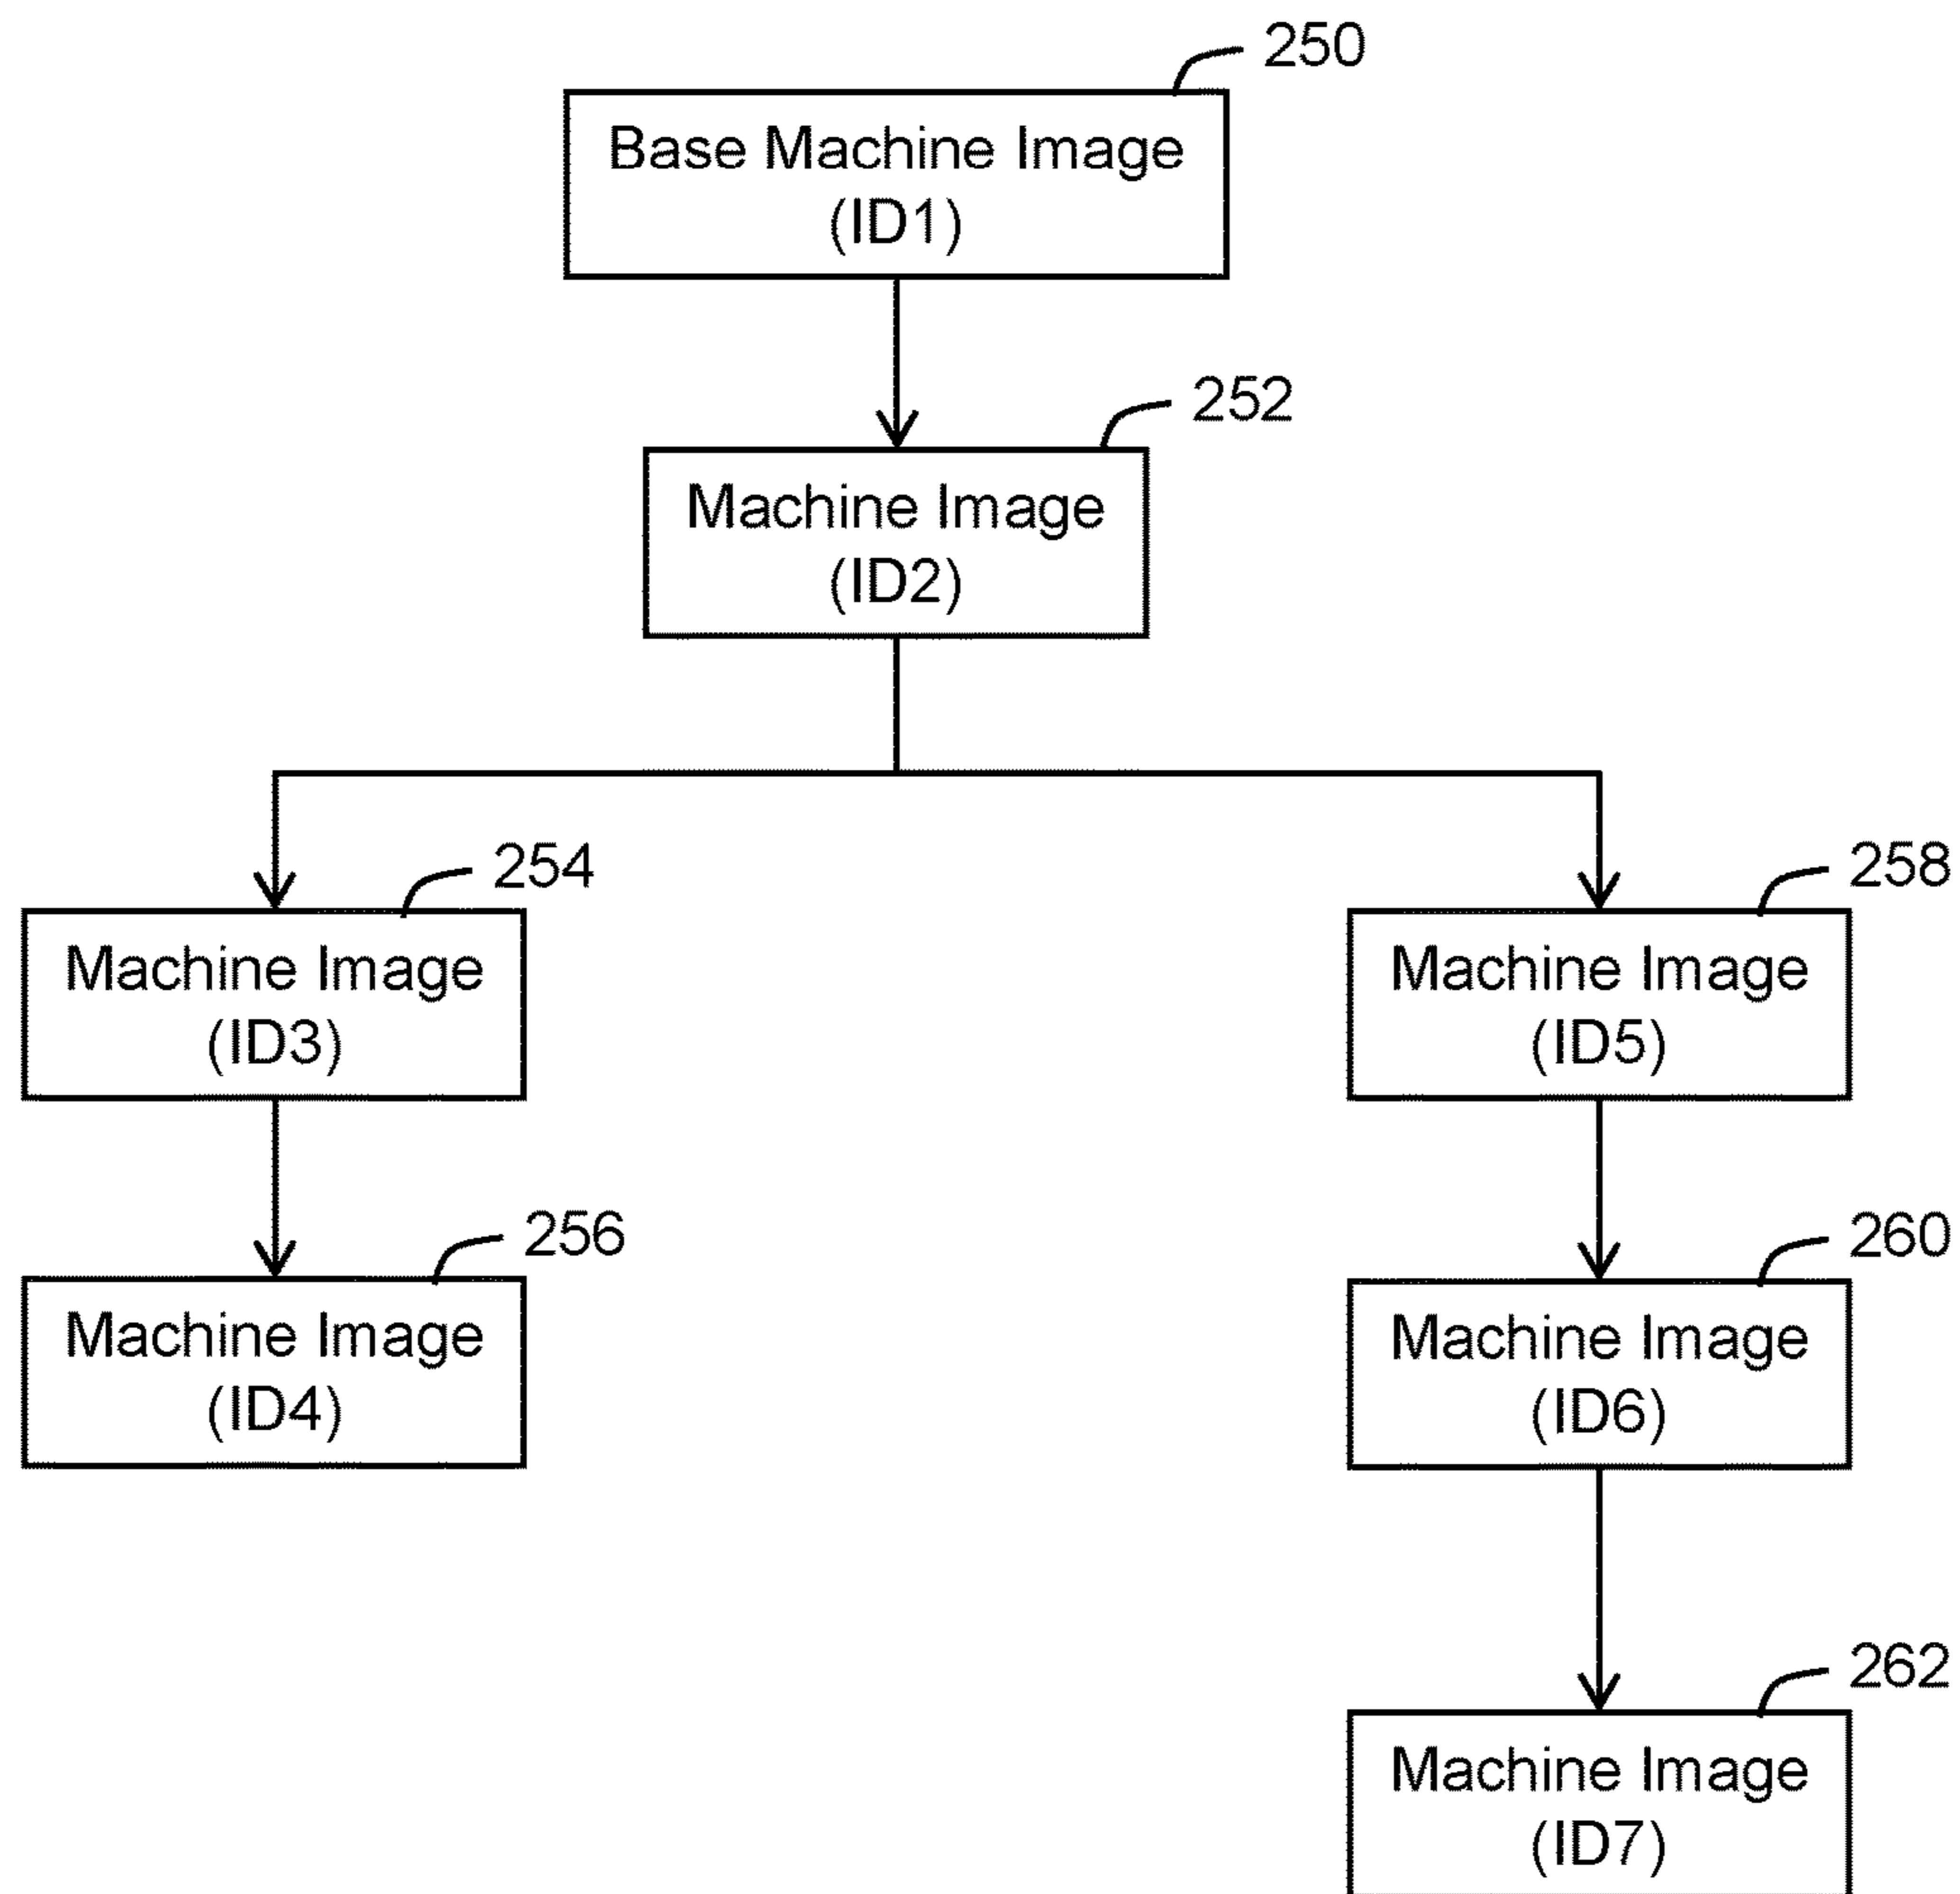 250
Base Machine Image
(ID1)
252
Machine Image
(ID2)
254
Machine Image
(ID3)
258
Machine Image
(ID5)
256
Machine Image
(ID4)
260
Machine Image
(ID6)
262
Machine Image
(ID7)